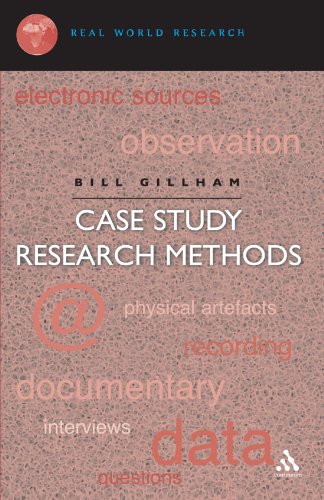 REAL WORLD RESEARCH
electronic sources
observation
BILL GILLHAM
CASE STUDY
RESEARCH METHODS
@
physical artefacts
recording
documentary
interviews
data
questions
continuum